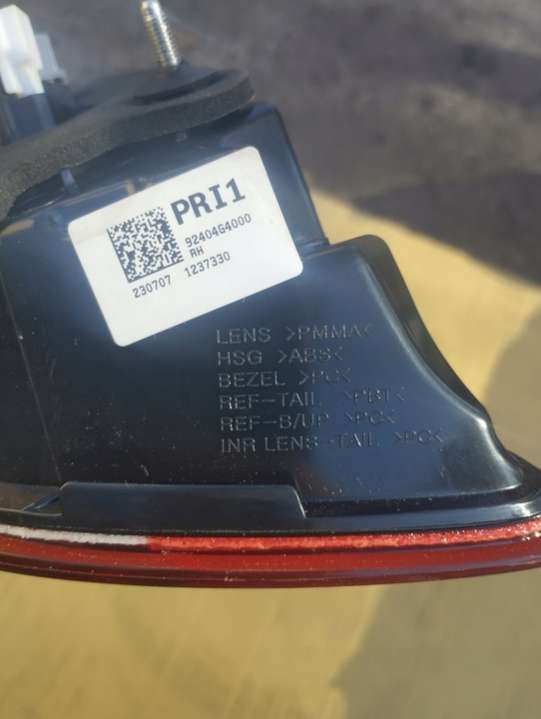 PRI1
92404G4000
RH
230707 1237330
LENS >PMMA<
HSG >ABS<
BEZEL >PC<
REF-TAIL >PBT<
REF-B/UP >PC<
INR LENS-TAIL >PC<